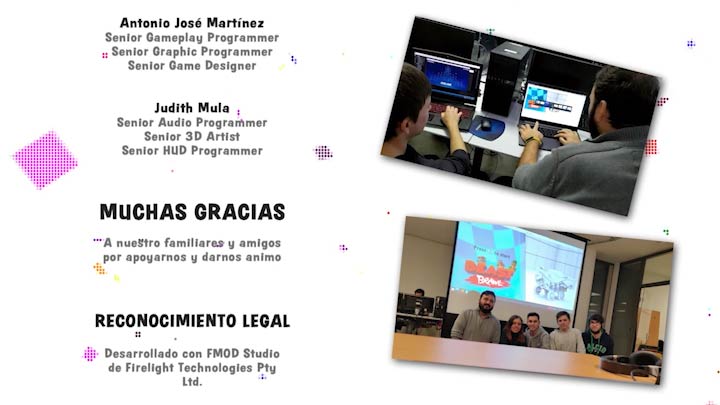 Antonio José Martínez
Senior Gameplay Programmer
Senior Graphic Programmer
Senior Game Designer
Judith Mula
Senior Audio Programmer
Senior 3D Artist
Senior HUD Programmer
MUCHAS GRACIAS
A nuestro familiares y amigos
por apoyarnos y darnos animo
RECONOCIMIENTO LEGAL
Desarrollado con FMOD Studio
de Firelight Technologies Pty
Ltd.